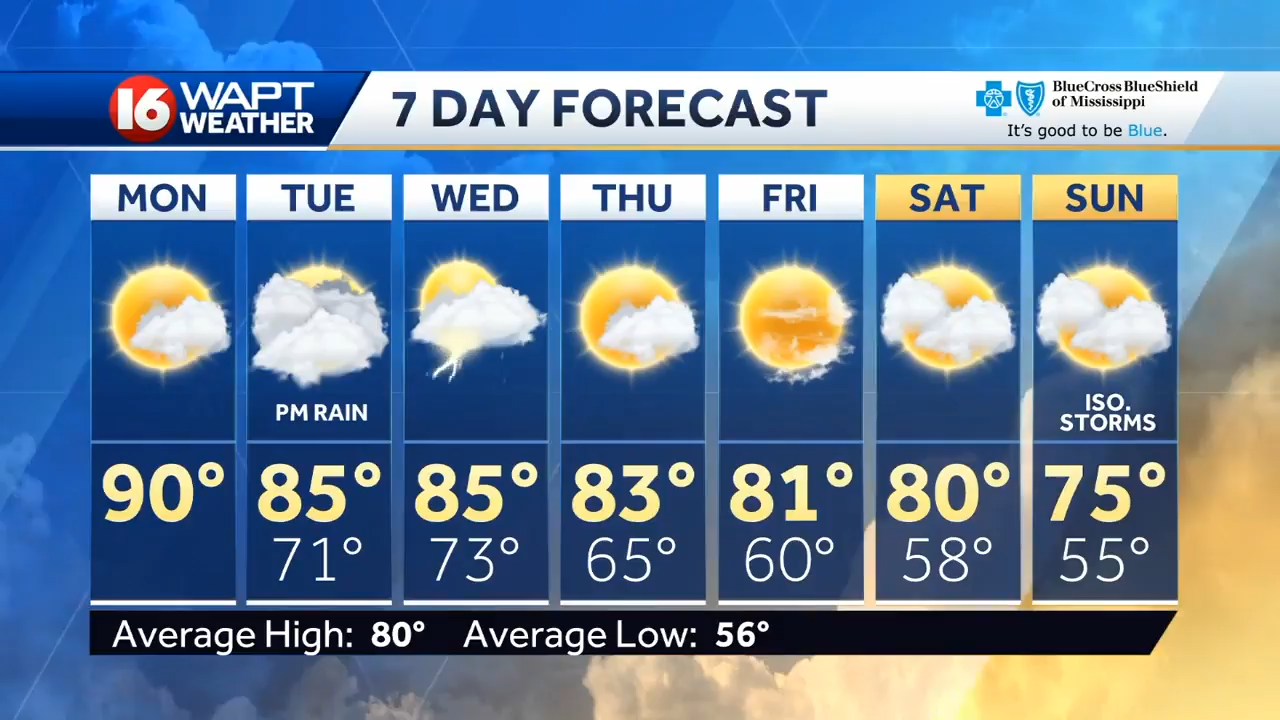 16 WAPT
WEATHER
7 DAY FORECAST
BlueCross BlueShield
of Mississippi
It's good to be Blue.
MON TUE WED THU FRI SAT SUN
PM RAIN
ISO.
STORMS
90° 85° 85° 83° 81° 80° 75°
71° 73° 65° 60° 58° 55°
Average High: 80° Average Low: 56°